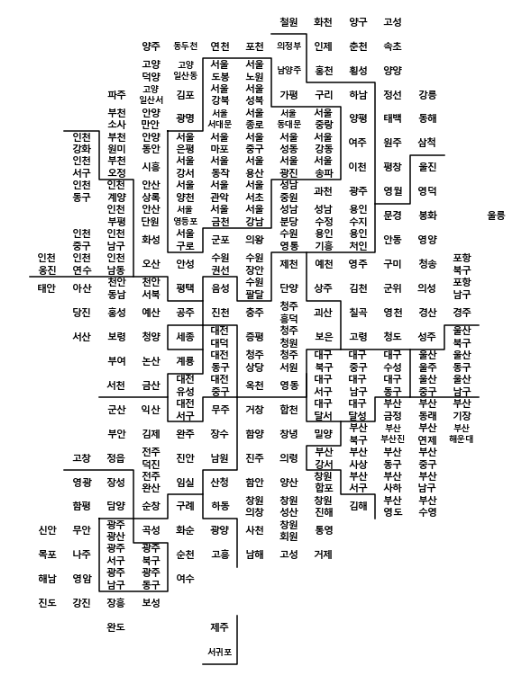 철원 화천 양구 고성
양주 동두천 연천 포천 의정부 인제 춘천 속초
고양 고양 서울 서울
남양주 홍천 횡성 양양
덕양 일산동 도봉 노원
고양 서울 서울
파주 김포 가평 구리 하남 정선 강릉
일산서 강북 성북
부천 안양 서울 서울 서울 서울
광명 양평 태백 동해
소사 만안 서대문 종로 동대문 중랑
인천 부천 안양 서울 서울 서울 서울 서울
여주 원주 삼척
강화 원미 동안 은평 마포 중구 성동 강동
인천 부천 서울 서울 서울 서울 서울
시흥 이천 평창 울진
서구 오정 강서 동작 용산 광진 송파
인천 인천 안산 서울 서울 서울 성남
과천 광주 영월 영덕
동구 계양 상록 양천 관악 서초 중원
인천 안산 서울 서울 서울 성남 성남 용인
문경 봉화 울릉
부평 단원 영등포 금천 강남 분당 수정 수지
인천 인천 서울 수원 용인 용인
화성 군포 의왕 안동 영양
중구 남구 구로 영통 기흥 처인
인천 인천 인천 수원 수원 포항
오산 안성 제천 예천 영주 구미 청송
옹진 연수 남동 권선 장안 북구
천안 천안 수원 포항
태안 아산 평택 음성 단양 상주 김천 군위 의성
동남 서북 팔달 남구
청주
당진 홍성 예산 공주 진천 충주 괴산 칠곡 영천 경산 경주
흥덕
대전 청주 울산
서산 보령 청양 세종 증평 보은 고령 청도 성주
대덕 청원 북구
대전 청주 청주 대구 대구 대구 울산 울산
부여 논산 계룡
동구 상당 서원 북구 중구 수성 울주 동구
대전 대전 대구 대구 대구 울산 울산
서천 금산 옥천 영동
유성 중구 서구 남구 동구 중구 남구
대전 대구 대구 부산 부산 부산
군산 익산 무주 거창 합천
서구 달서 달성 금정 동래 기장
부산 부산 부산 부산
부안 김제 완주 장수 함양 창녕 밀양
북구 부산진 연제 해운대
전주 부산 부산 부산 부산
고창 정읍 진안 남원 진주 의령
덕진 강서 사상 동구 중구
전주 창원 부산 부산 부산
영광 장성 임실 산청 함안 양산
완산 합포 서구 사하 남구
창원 창원 부산 부산
함평 담양 순창 구례 하동 김해
의창 성산 진해 영도 수영
광주 창원
신안 무안 곡성 화순 광양 사천 통영
광산 회원
광주 광주
목포 나주 순천 고흥 남해 고성 거제
서구 북구
광주 광주
해남 영암 여수
남구 동구
진도 강진 장흥 보성
완도 제주
서귀포